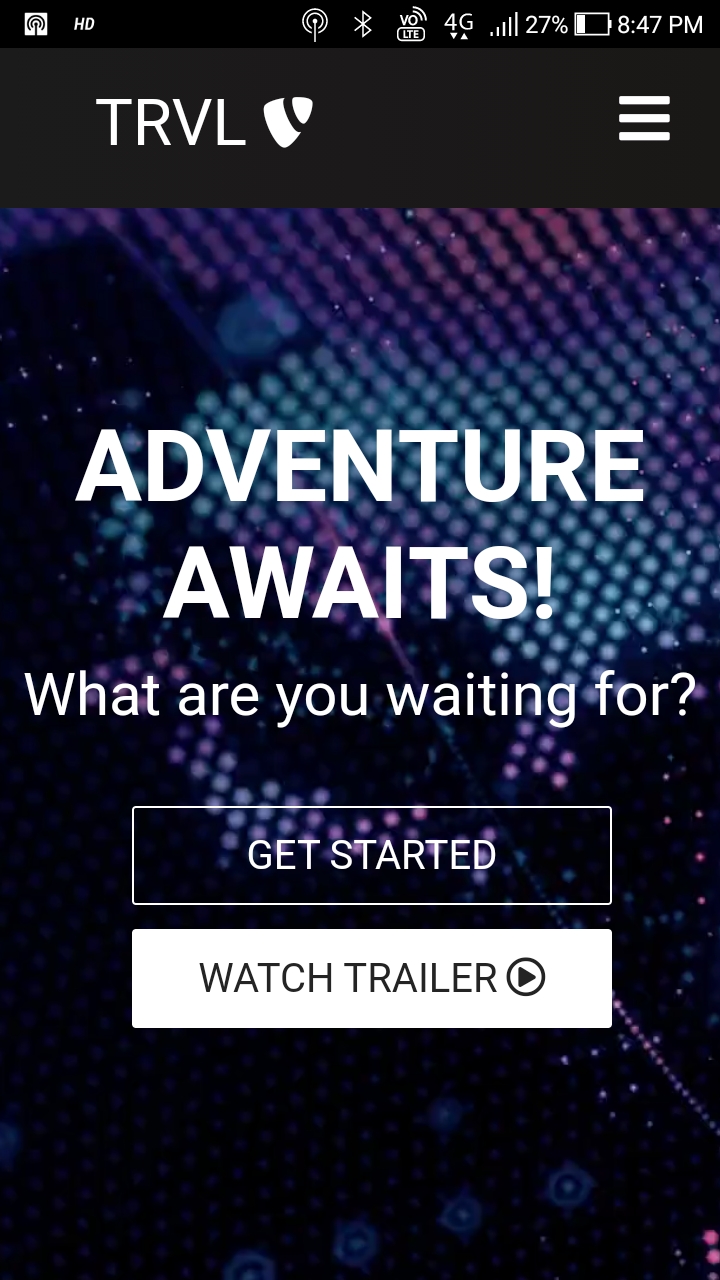 HD VO LTE 4G 27% 8:47 PM
TRVL
ADVENTURE
AWAITS!
What are you waiting for?
GET STARTED
WATCH TRAILER